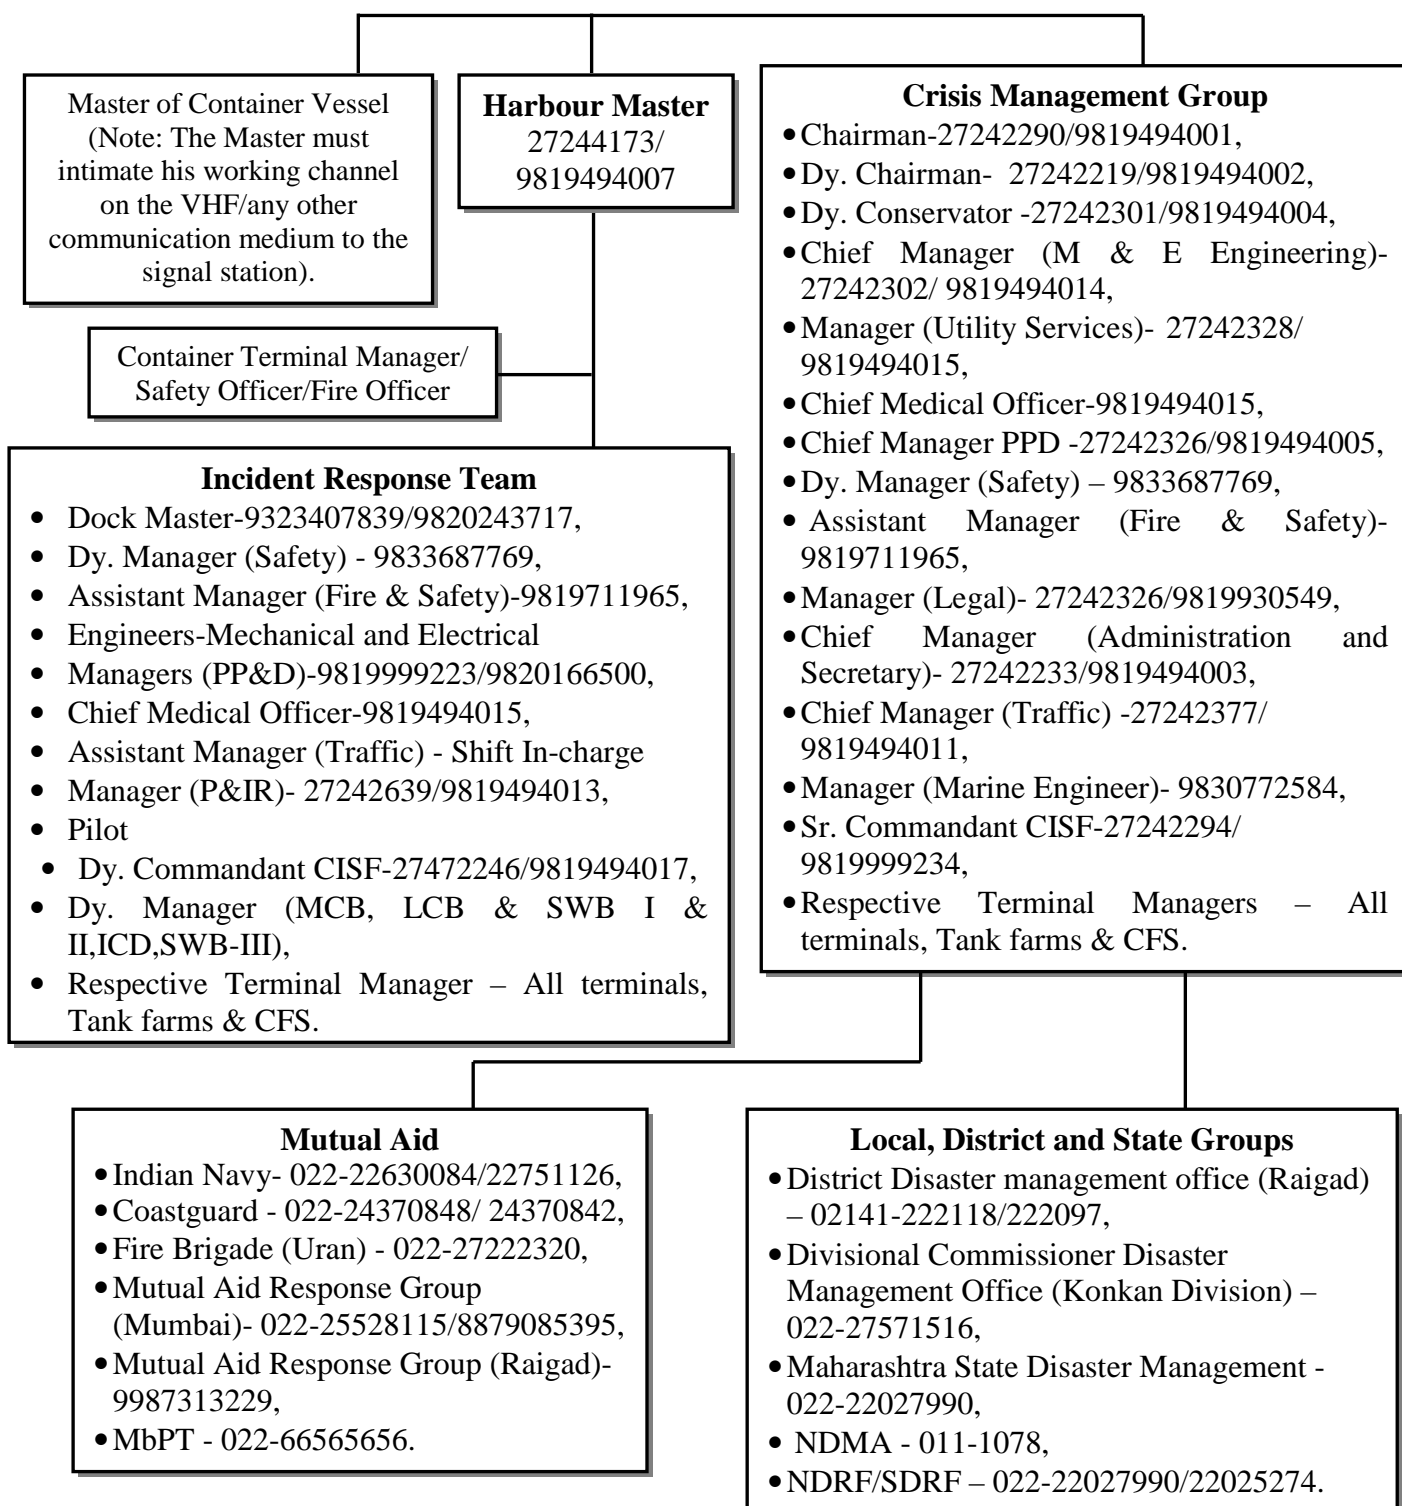 Master of Container Vessel
(Note: The Master must
intimate his working channel
on the VHF/any other
communication medium to the
signal station).
Harbour Master
27244173/
9819494007
Crisis Management Group
•Chairman-27242290/9819494001,
•Dy. Chairman- 27242219/9819494002,
•Dy. Conservator -27242301/9819494004,
•Chief Manager (M & E Engineering)-
27242302/ 9819494014,
•Manager (Utility Services)- 27242328/
9819494015,
•Chief Medical Officer-9819494015,
•Chief Manager PPD -27242326/9819494005,
•Dy. Manager (Safety) – 9833687769,
• Assistant Manager (Fire & Safety)-
9819711965,
•Manager (Legal)- 27242326/9819930549,
•Chief Manager (Administration and
Secretary)- 27242233/9819494003,
•Chief Manager (Traffic) -27242377/
9819494011,
•Manager (Marine Engineer)- 9830772584,
•Sr. Commandant CISF-27242294/
9819999234,
•Respective Terminal Managers – All
terminals, Tank farms & CFS.
Container Terminal Manager/
Safety Officer/Fire Officer
Incident Response Team
• Dock Master-9323407839/9820243717,
• Dy. Manager (Safety) - 9833687769,
• Assistant Manager (Fire & Safety)-9819711965,
• Engineers-Mechanical and Electrical
• Managers (PP&D)-9819999223/9820166500,
• Chief Medical Officer-9819494015,
• Assistant Manager (Traffic) - Shift In-charge
• Manager (P&IR)- 27242639/9819494013,
• Pilot
• Dy. Commandant CISF-27472246/9819494017,
• Dy. Manager (MCB, LCB & SWB I &
II,ICD,SWB-III),
• Respective Terminal Manager – All terminals,
Tank farms & CFS.
Mutual Aid
•Indian Navy- 022-22630084/22751126,
•Coastguard - 022-24370848/ 24370842,
•Fire Brigade (Uran) - 022-27222320,
•Mutual Aid Response Group
(Mumbai)- 022-25528115/8879085395,
•Mutual Aid Response Group (Raigad)-
9987313229,
•MbPT - 022-66565656.
Local, District and State Groups
•District Disaster management office (Raigad)
– 02141-222118/222097,
•Divisional Commissioner Disaster
Management Office (Konkan Division) –
022-27571516,
•Maharashtra State Disaster Management -
022-22027990,
• NDMA - 011-1078,
•NDRF/SDRF – 022-22027990/22025274.